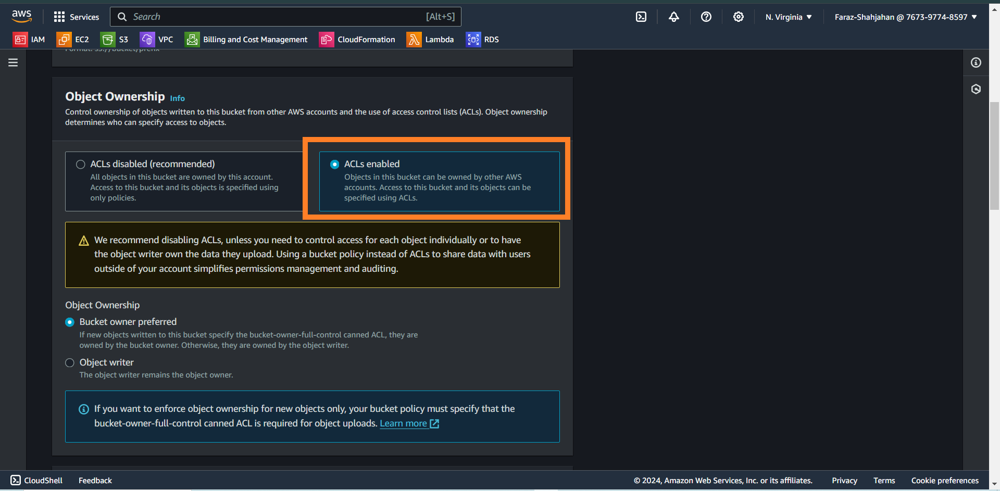 aws Services Search [Alt+S] N. Virginia ▼ Faraz-Shahjahan @ 7673-9774-8597 ▼
IAM EC2 S3 VPC Billing and Cost Management CloudFormation Lambda RDS
Format: s3://bucket/prefix
Object Ownership Info
Control ownership of objects written to this bucket from other AWS accounts and the use of access control lists (ACLs). Object ownership
determines who can specify access to objects.
ACLs disabled (recommended)
All objects in this bucket are owned by this account.
Access to this bucket and its objects is specified using
only policies.
ACLs enabled
Objects in this bucket can be owned by other AWS
accounts. Access to this bucket and its objects can be
specified using ACLs.
We recommend disabling ACLs, unless you need to control access for each object individually or to have
the object writer own the data they upload. Using a bucket policy instead of ACLs to share data with users
outside of your account simplifies permissions management and auditing.
Object Ownership
Bucket owner preferred
If new objects written to this bucket specify the bucket-owner-full-control canned ACL, they are
owned by the bucket owner. Otherwise, they are owned by the object writer.
Object writer
The object writer remains the object owner.
If you want to enforce object ownership for new objects only, your bucket policy must specify that the
bucket-owner-full-control canned ACL is required for object uploads. Learn more
CloudShell Feedback © 2024, Amazon Web Services, Inc. or its affiliates. Privacy Terms Cookie preferences